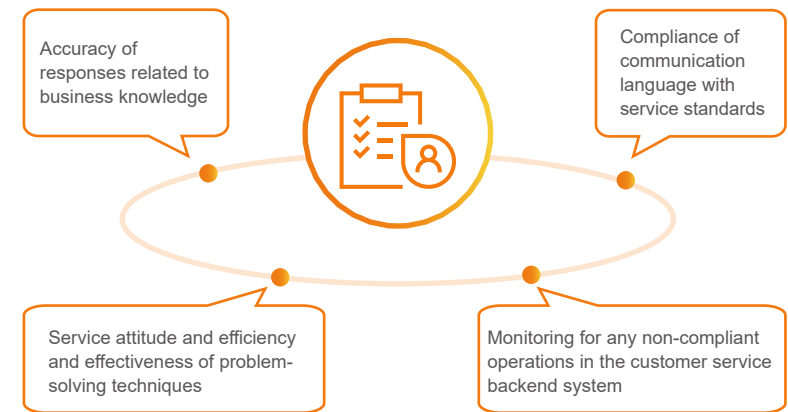 Accuracy of
responses related to
business knowledge
Compliance of
communication
language with
service standards
Service attitude and efficiency
and effectiveness of problem-
solving techniques
Monitoring for any non-compliant
operations in the customer service
backend system